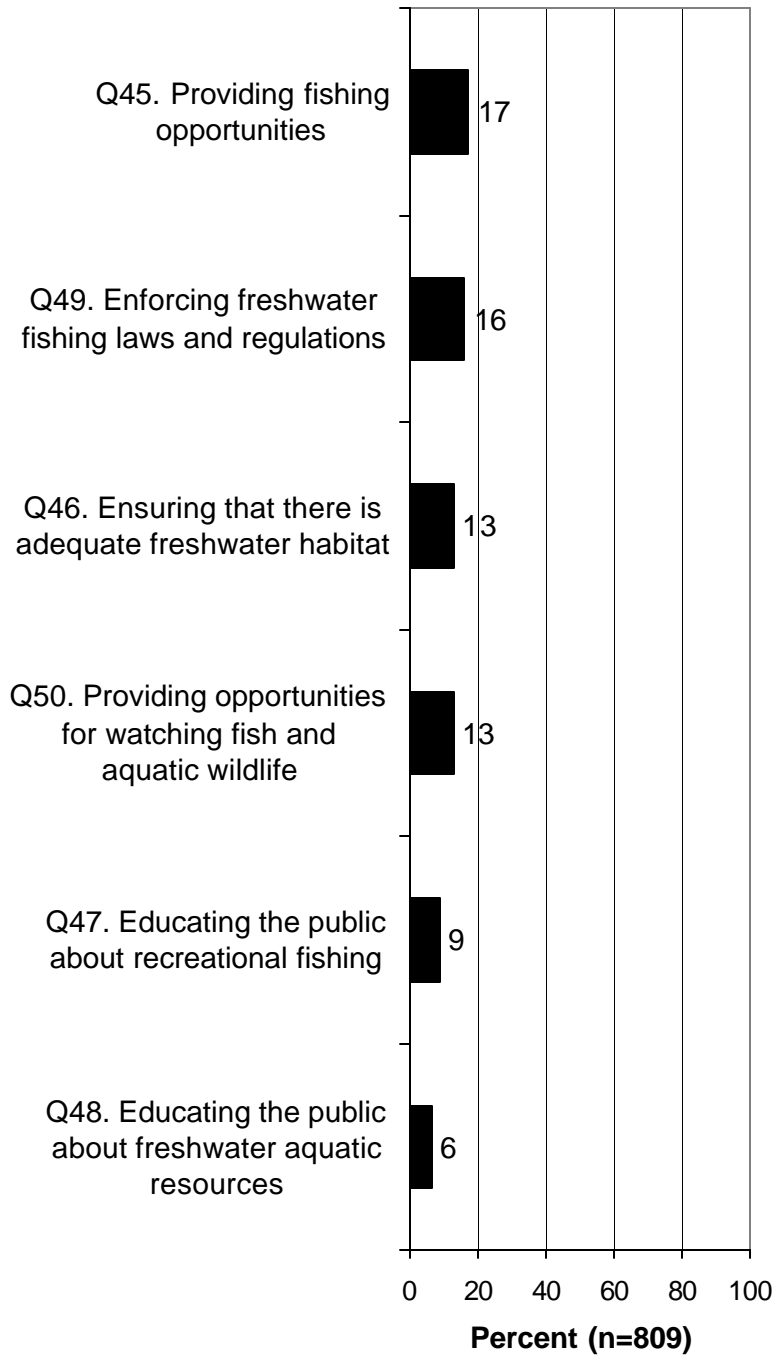 Q45. Providing fishing
opportunities
17
Q49. Enforcing freshwater
fishing laws and regulations
16
Q46. Ensuring that there is
adequate freshwater habitat
13
Q50. Providing opportunities
for watching fish and
aquatic wildlife
13
Q47. Educating the public
about recreational fishing
9
Q48. Educating the public
about freshwater aquatic
resources
6
0 20 40 60 80 100
Percent (n=809)